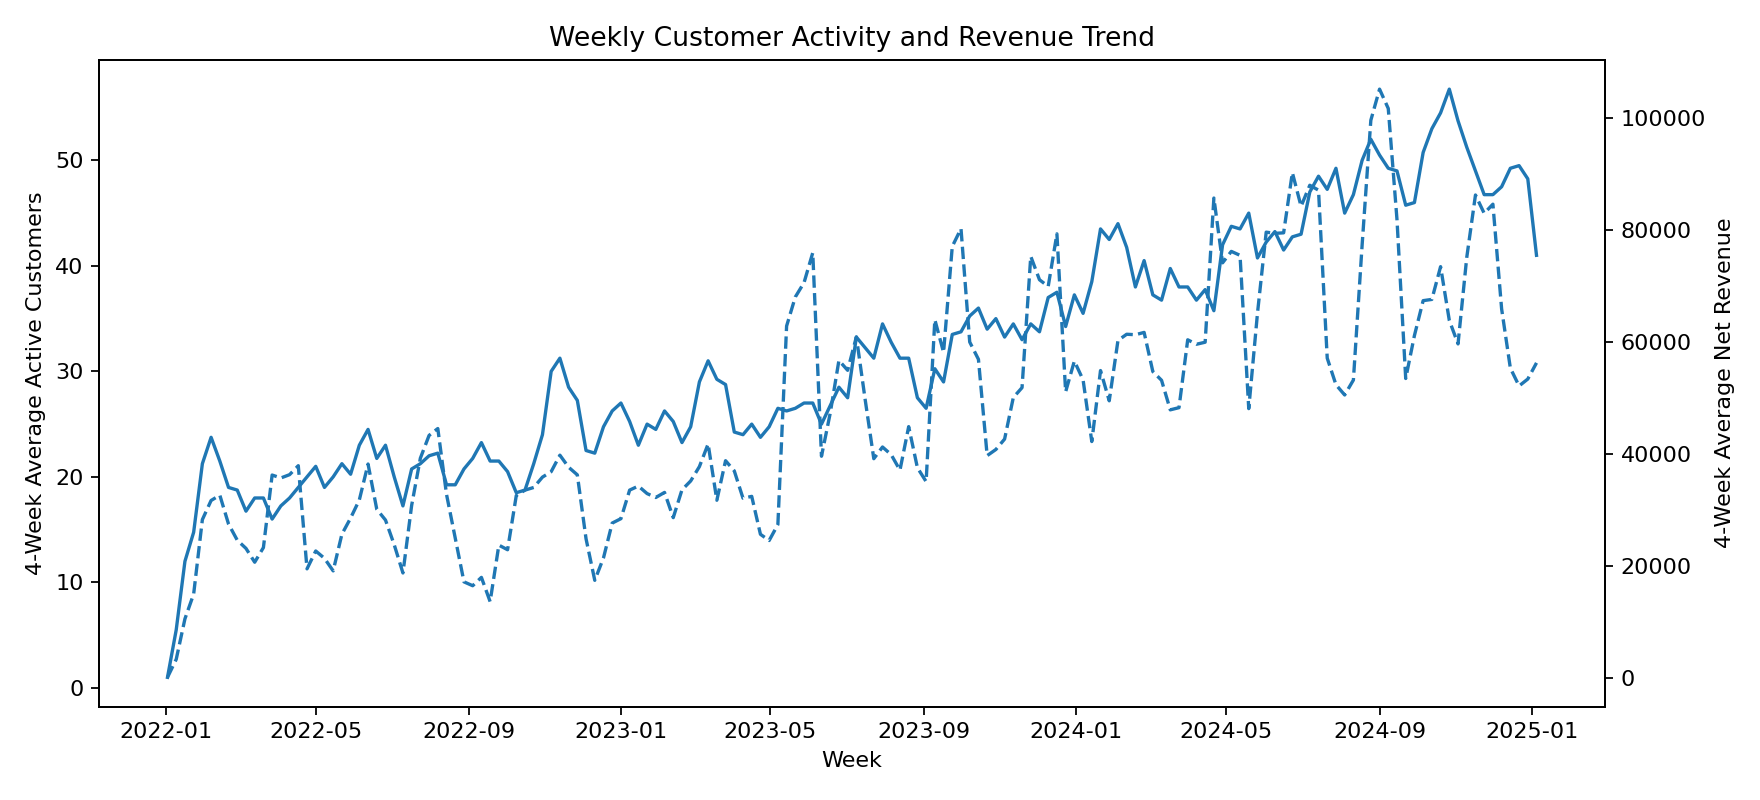 Weekly Customer Activity and Revenue Trend
4-Week Average Active Customers
50
40
30
20
10
0
100000
80000
60000
40000
20000
0
4-Week Average Net Revenue
2022-01 2022-05 2022-09 2023-01 2023-05 2023-09 2024-01 2024-05 2024-09 2025-01
Week